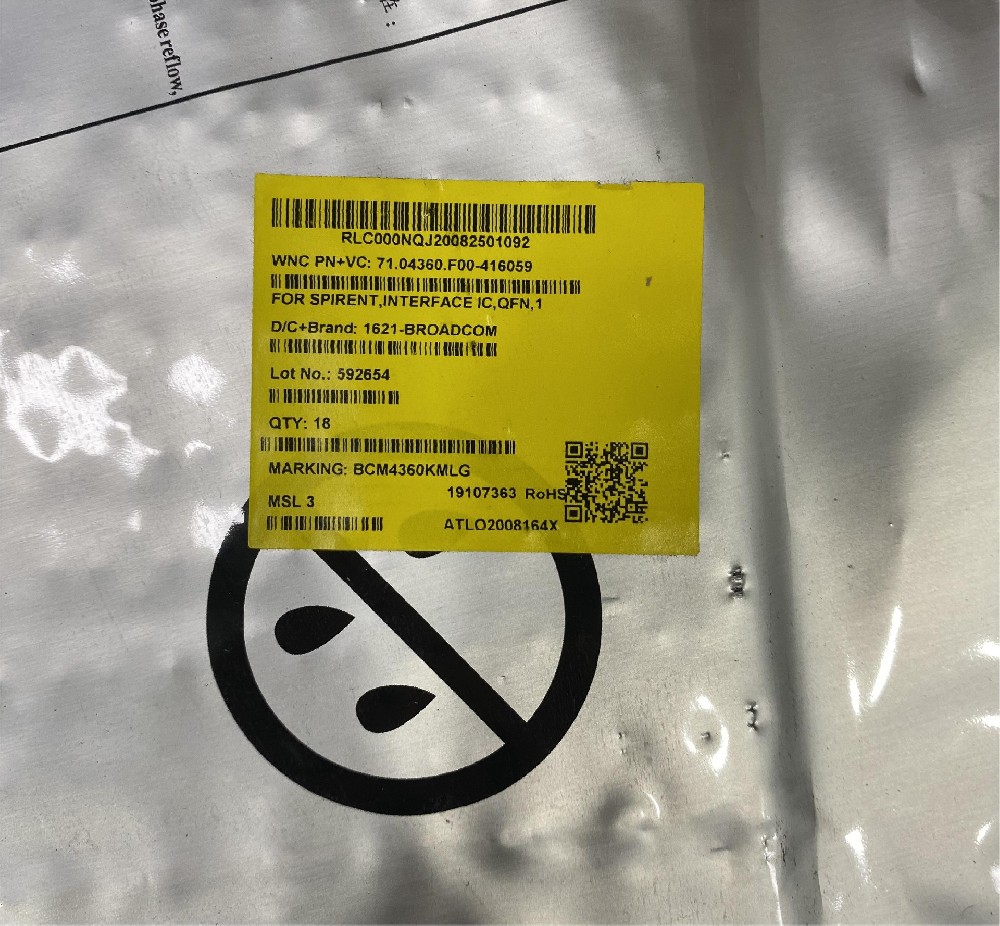 hase reflow,
RLC000NQJ20082501092
WNC PN+VC: 71.04360.F00-416059
FOR SPIRENT,INTERFACE IC,QFN,1
D/C+Brand: 1621-BROADCOM
Lot No.: 592654
QTY: 18
MARKING: BCM4360KMLG
19107363 RoHS
MSL 3
ATLO2008164X